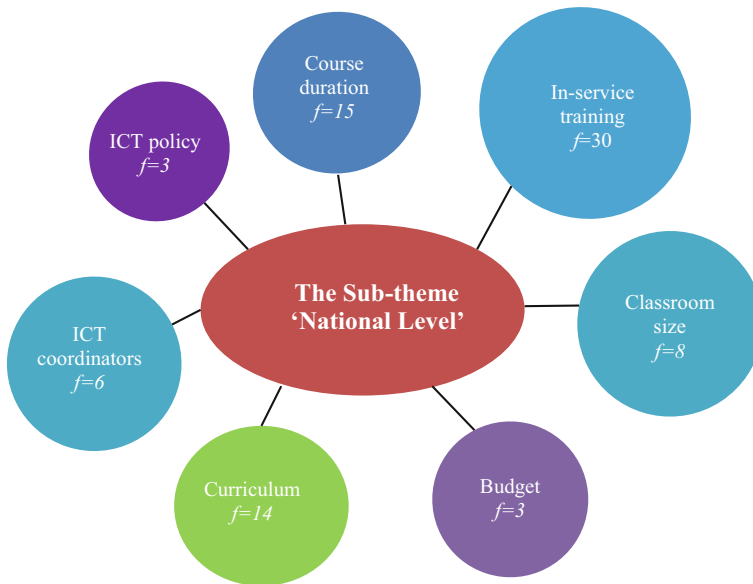 Course
duration
f=15
In-service
training
f=30
ICT policy
f=3
The Sub-theme
‘National Level’
Classroom
size
f=8
ICT
coordinators
f=6
Curriculum
f=14
Budget
f=3